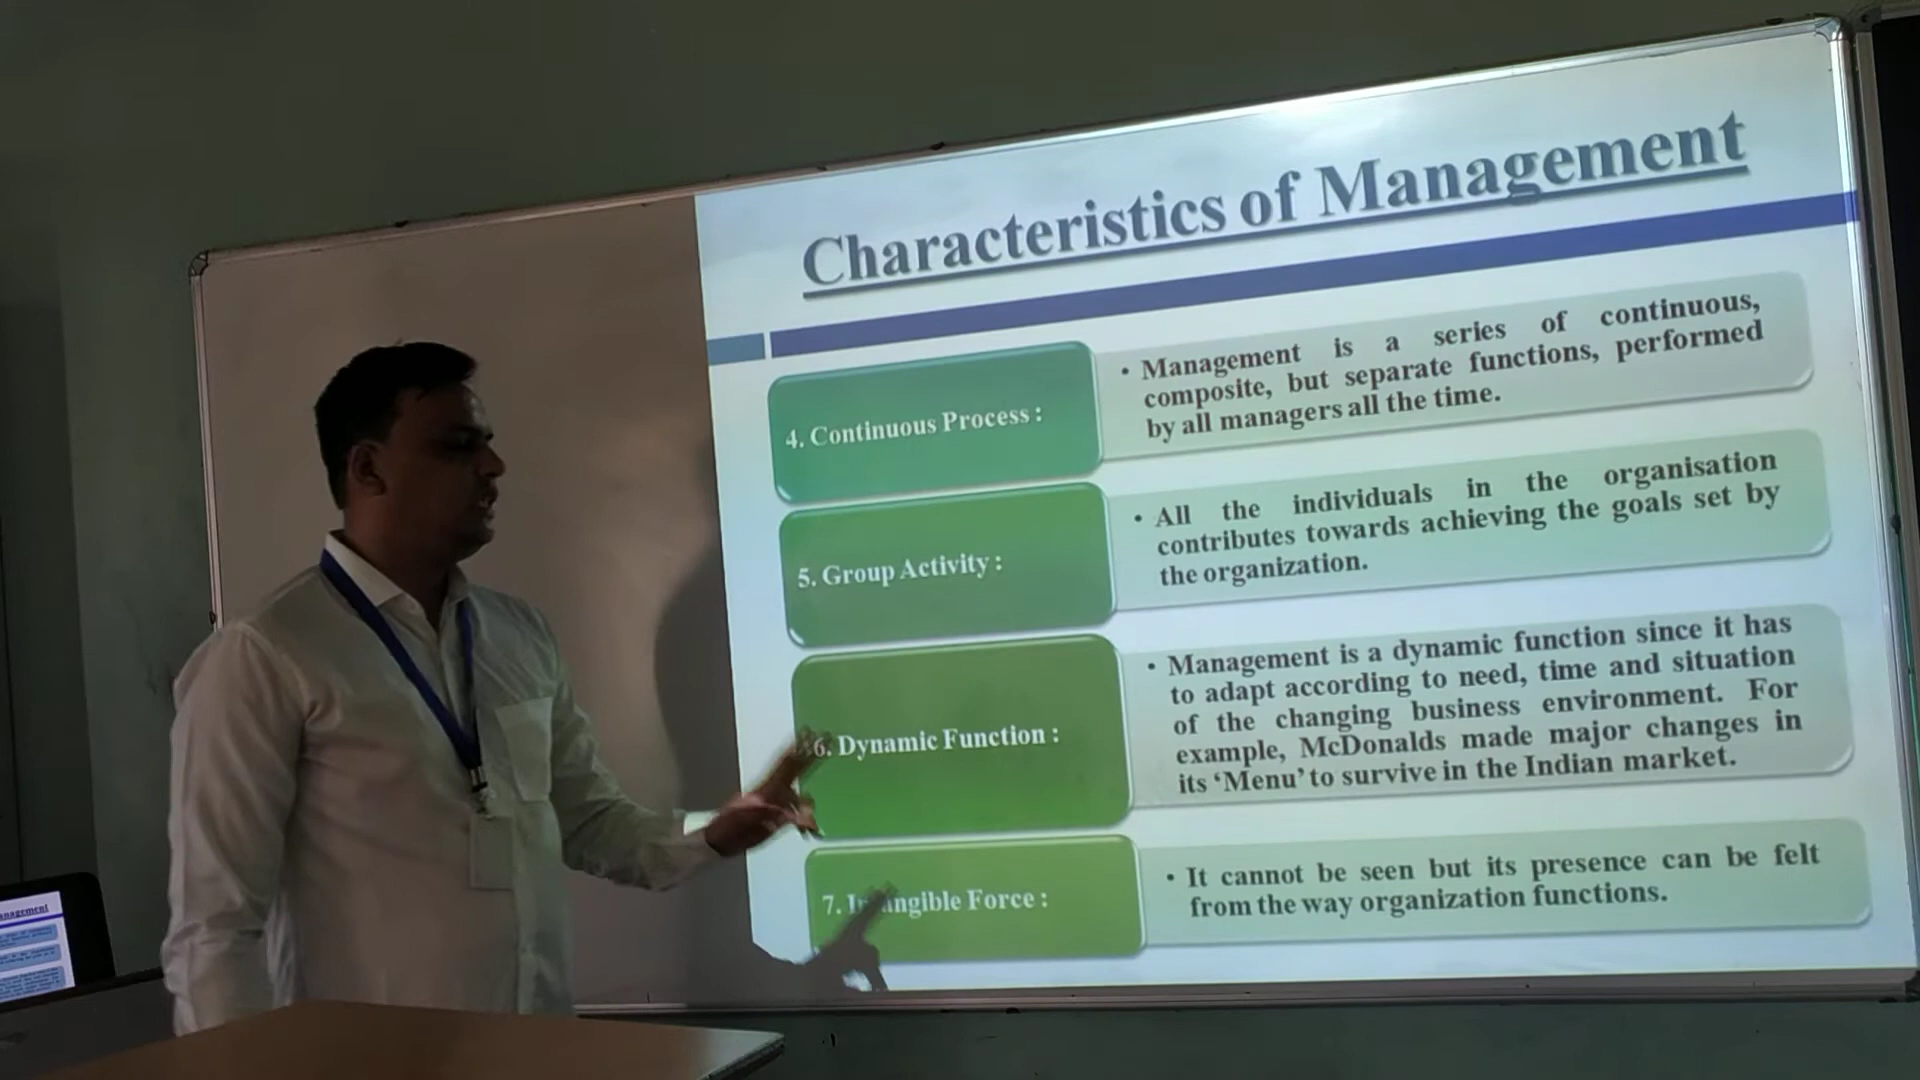 Characteristics of Management
4. Continuous Process :
• Management is a series of continuous,
composite, but separate functions, performed
by all managers all the time.
5. Group Activity :
• All the individuals in the organisation
contributes towards achieving the goals set by
the organization.
6. Dynamic Function :
• Management is a dynamic function since it has
to adapt according to need, time and situation
of the changing business environment. For
example, McDonalds made major changes in
its ‘Menu’ to survive in the Indian market.
7. Intangible Force :
• It cannot be seen but its presence can be felt
from the way organization functions.